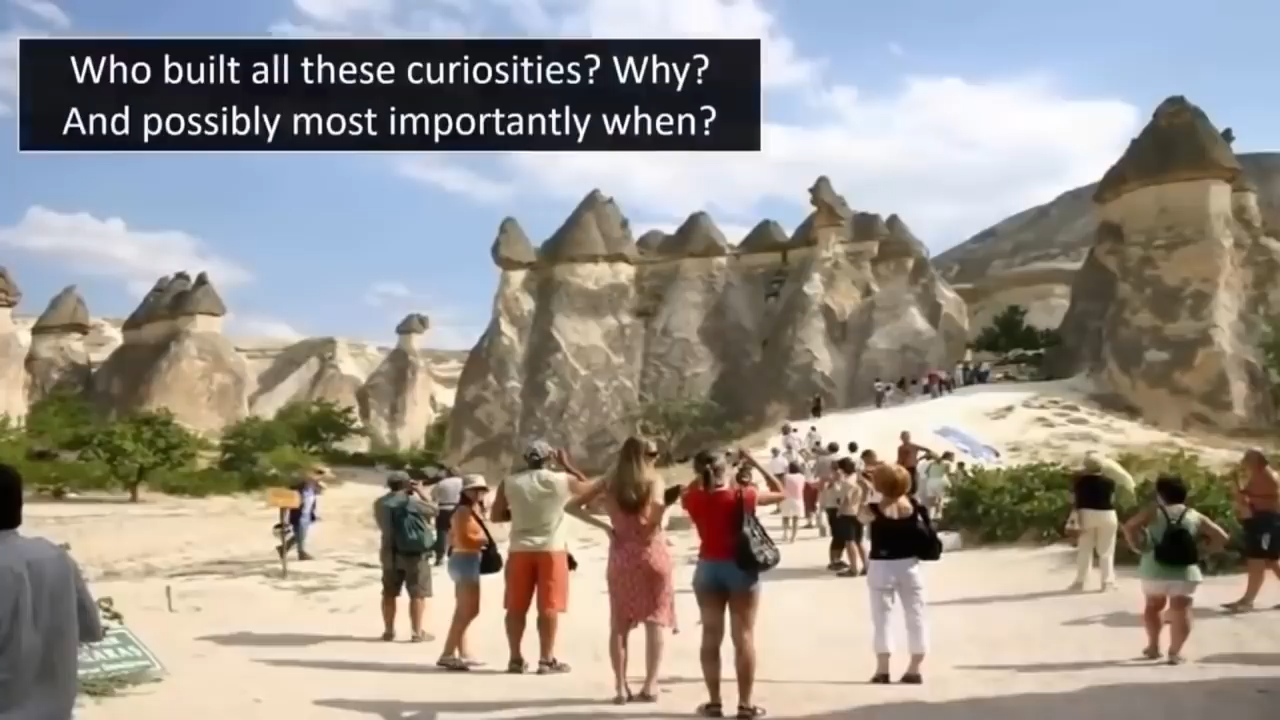 Who built all these curiosities? Why?
And possibly most importantly when?